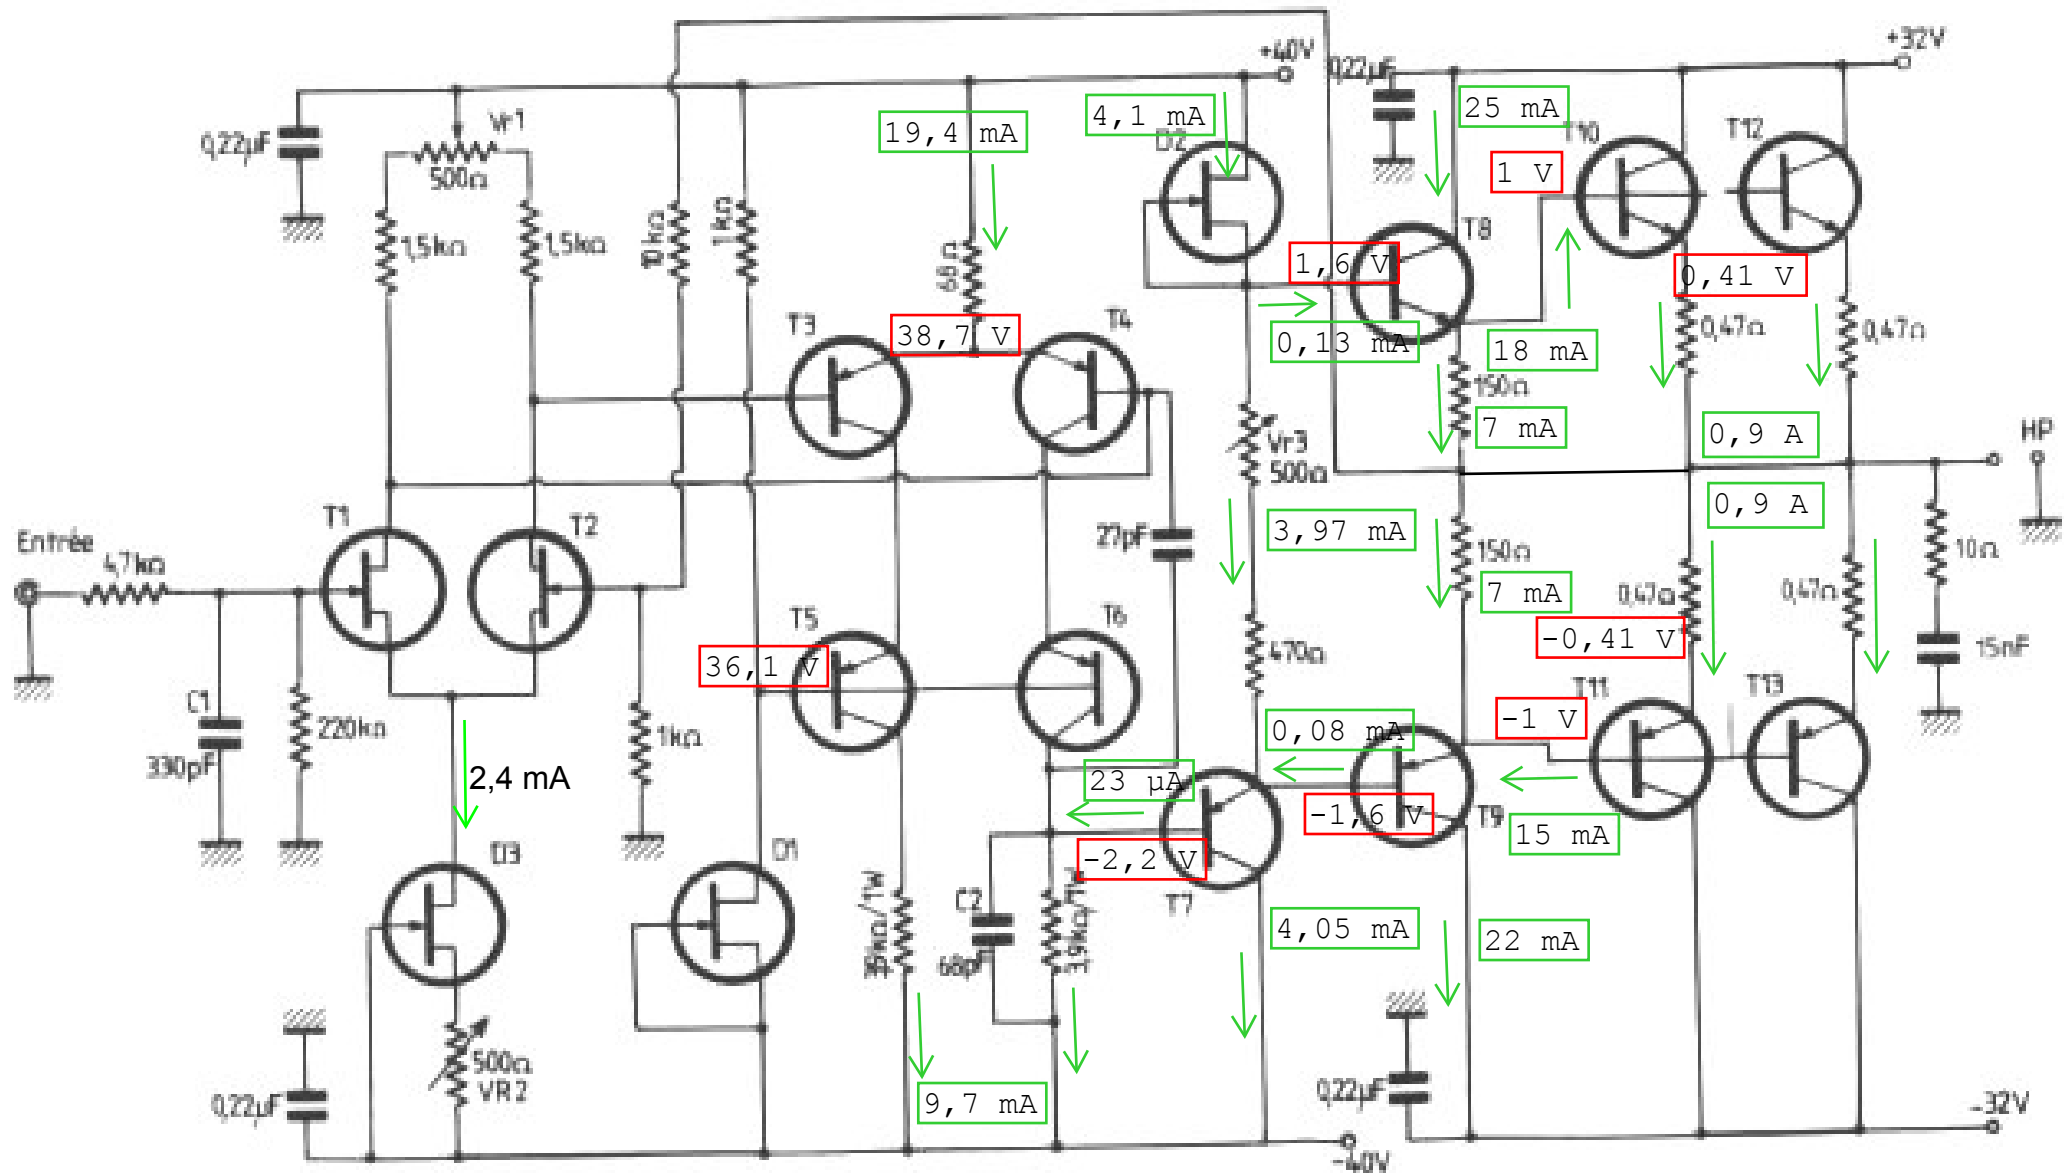 +32V
+40V
0,22µF
25 mA
Vr1
4,1 mA
T10
T12
0,22µF
19,4 mA
D2
500Ω
1 V
1,5kΩ
1,5kΩ
10kΩ
1kΩ
68Ω
T8
1,6 V
0,41 V
T3
38,7 V
T4
0,13 mA
18 mA
0,47Ω
0,47Ω
150Ω
7 mA
Vr3
500Ω
0,9 A
HP
T1
T2
3,97 mA
0,9 A
Entrée
4,7kΩ
27pF
150Ω
7 mA
10Ω
0,47Ω
0,47Ω
T5
T6
-0,41 V
36,1 V
470Ω
15nF
C1
220kΩ
1kΩ
0,08 mA
-1 V
T11
T13
330pF
2,4 mA
23 µA
-1,6 V
T9
15 mA
D3
D1
-2,2 V
C2
T7
4,05 mA
22 mA
39kΩ/1W
68pF
3,9kΩ/1W
500Ω
VR2
0,22µF
9,7 mA
0,22µF
-32V
-40V